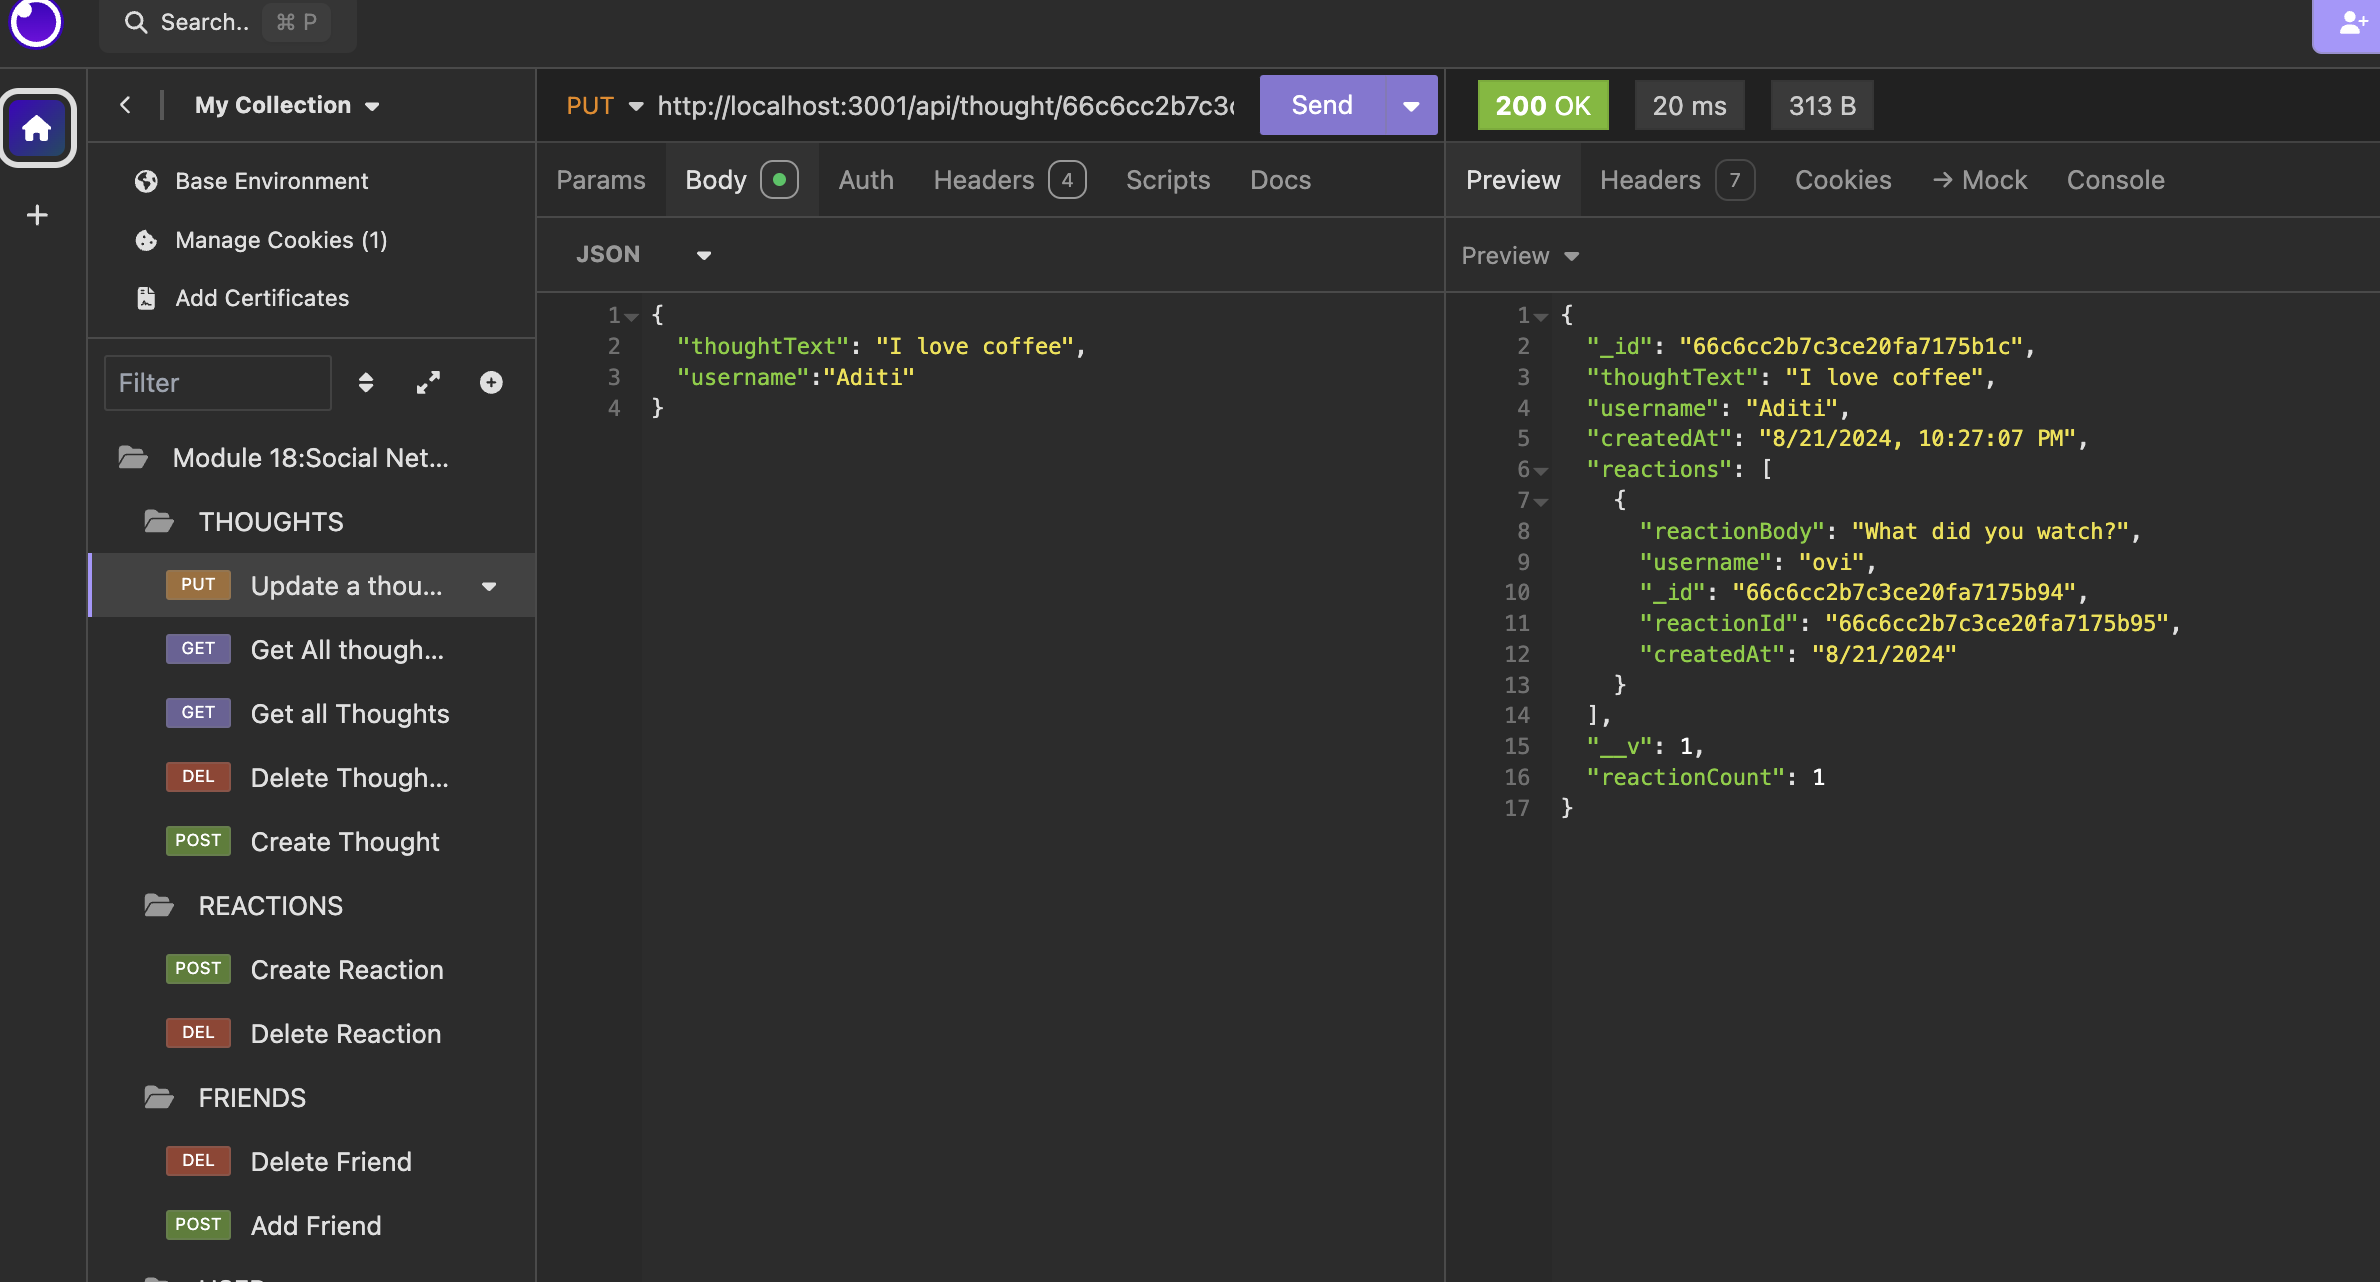 Search.. ⌘ P
My Collection
Base Environment
Manage Cookies (1)
Add Certificates
Filter
Module 18:Social Net...
THOUGHTS
PUT Update a thou...
GET Get All though...
GET Get all Thoughts
DEL Delete Though...
POST Create Thought
REACTIONS
POST Create Reaction
DEL Delete Reaction
FRIENDS
DEL Delete Friend
POST Add Friend
PUT http://localhost:3001/api/thought/66c6cc2b7c3c Send
Params Body Auth Headers 4 Scripts Docs
JSON
1 {
2 "thoughtText": "I love coffee",
3 "username":"Aditi"
4 }
200 OK 20 ms 313 B
Preview Headers 7 Cookies → Mock Console
Preview
1 {
2 "_id": "66c6cc2b7c3ce20fa7175b1c",
3 "thoughtText": "I love coffee",
4 "username": "Aditi",
5 "createdAt": "8/21/2024, 10:27:07 PM",
6 "reactions": [
7 {
8 "reactionBody": "What did you watch?",
9 "username": "ovi",
10 "_id": "66c6cc2b7c3ce20fa7175b94",
11 "reactionId": "66c6cc2b7c3ce20fa7175b95",
12 "createdAt": "8/21/2024"
13 }
14 ],
15 "__v": 1,
16 "reactionCount": 1
17 }